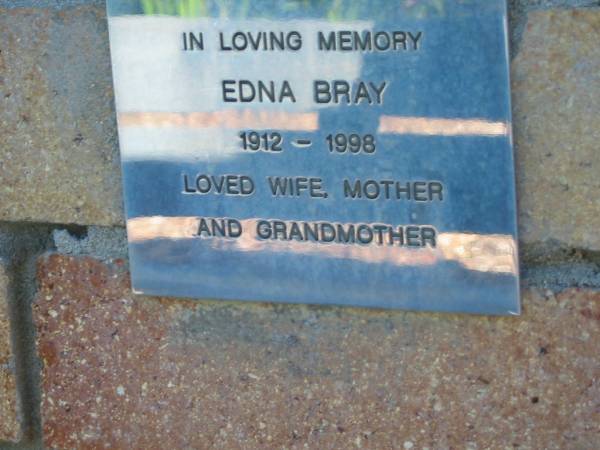 IN LOVING MEMORY
EDNA BRAY
1912 - 1998
LOVED WIFE, MOTHER
AND GRANDMOTHER